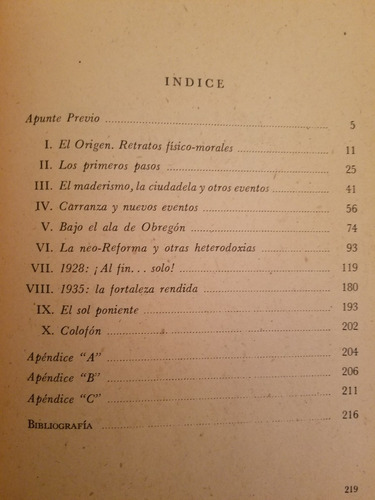 INDICE
Apunte Previo 5
I. El Origen. Retratos físico-morales 11
II. Los primeros pasos 25
III. El maderismo, la ciudadela y otros eventos 41
IV. Carranza y nuevos eventos 56
V. Bajo el ala de Obregón 74
VI. La neo-Reforma y otras heterodoxias 93
VII. 1928: ¡Al fin... solo! 119
VIII. 1935: la fortaleza rendida 180
IX. El sol poniente 193
X. Colofón 202
Apéndice "A" 204
Apéndice "B" 206
Apéndice "C" 211
BIBLIOGRAFÍA 216
219